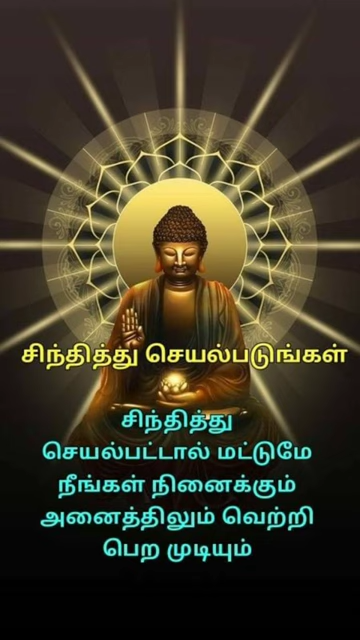 சிந்தித்து செயல்படுங்கள்
சிந்தித்து
செயல்பட்டால் மட்டுமே
நீங்கள் நினைக்கும்
அனைத்திலும் வெற்றி
பெற முடியும்